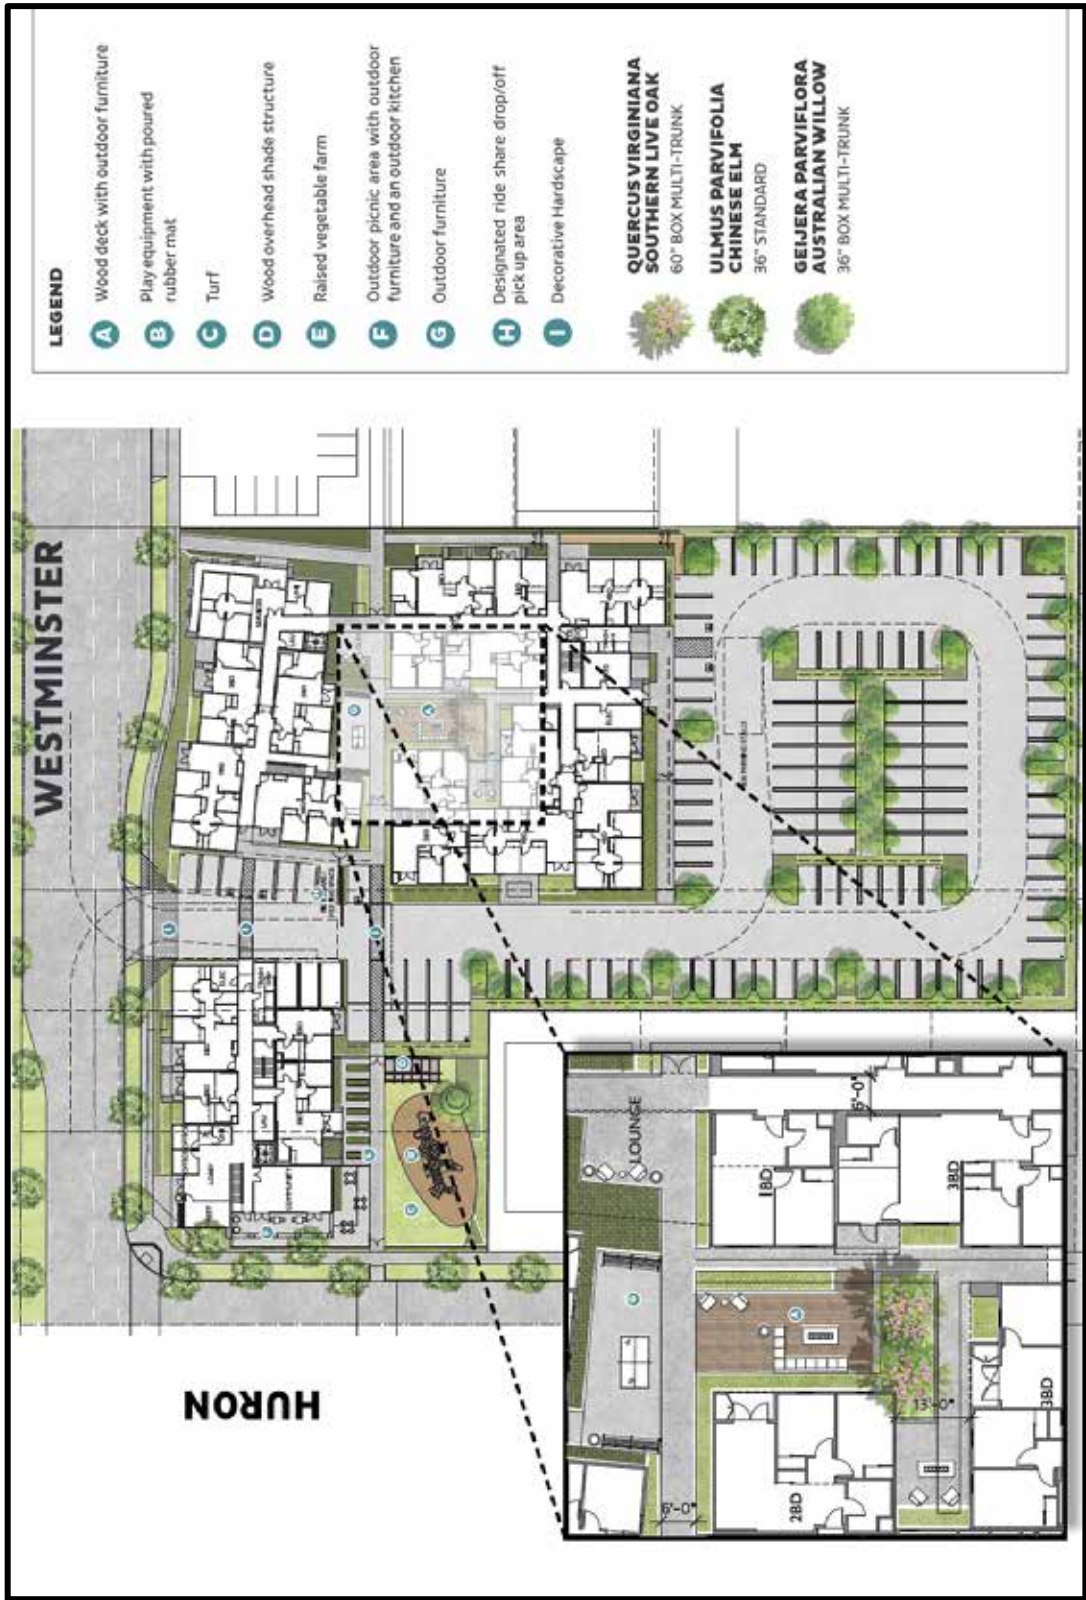 LEGEND
A Wood deck with outdoor furniture
B Play equipment with poured
rubber mat
C Turf
D Wood overhead shade structure
E Raised vegetable farm
F Outdoor picnic area with outdoor
furniture and an outdoor kitchen
G Outdoor furniture
H Designated ride share drop/off
pick up area
I Decorative Hardscape
QUERCUS VIRGINIANA
SOUTHERN LIVE OAK
60" BOX MULTI-TRUNK
ULMUS PARVIFOLIA
CHINESE ELM
36" STANDARD
GEIJERA PARVIFLORA
AUSTRALIAN WILLOW
36" BOX MULTI-TRUNK
WESTMINSTER
HURON
LOBBY
COMMUNITY
A
LOUNGE
1BD
6'-0"
3BD
G
A
2BD
6'-0"
13'-0"
3BD